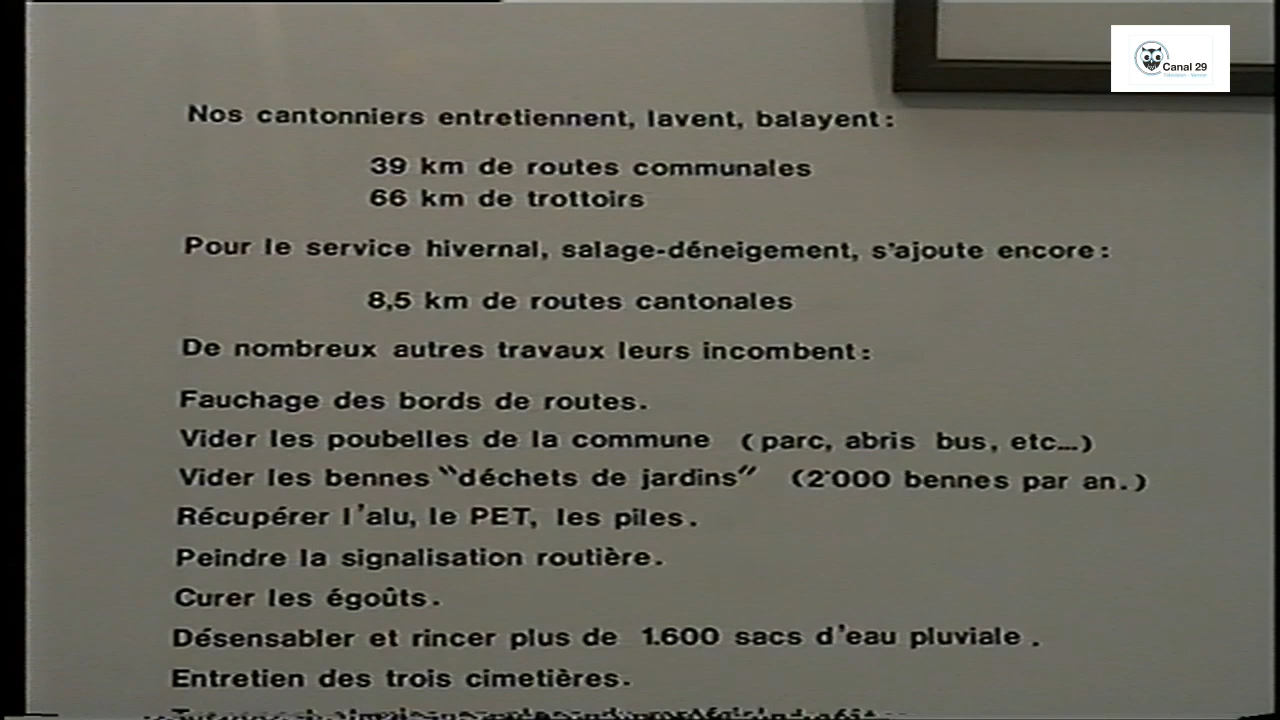 Canal 29
Nos cantonniers entretiennent, lavent, balayent:
39 km de routes communales
66 km de trottoirs
Pour le service hivernal, salage-déneigement, s'ajoute encore:
8,5 km de routes cantonales
De nombreux autres travaux leurs incombent:
Fauchage des bords de routes.
Vider les poubelles de la commune (parc, abris bus, etc...)
Vider les bennes "déchets de jardins" (2'000 bennes par an.)
Récupérer l'alu, le PET, les piles.
Peindre la signalisation routière.
Curer les égoûts.
Désensabler et rincer plus de 1.600 sacs d'eau pluviale.
Entretien des trois cimetières.